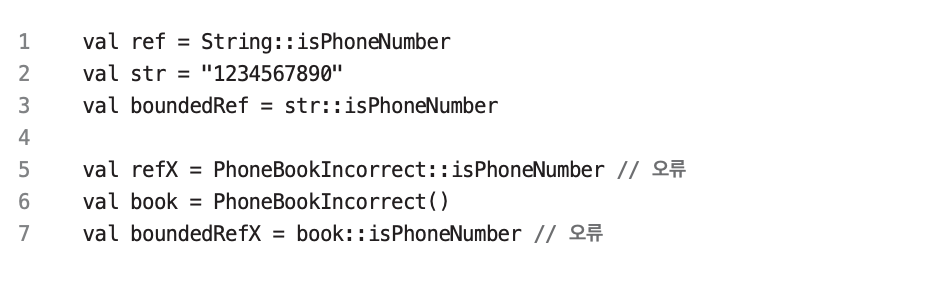 1 val ref = String::isPhoneNumber
2 val str = "1234567890"
3 val boundedRef = str::isPhoneNumber
4
5 val refX = PhoneBookIncorrect::isPhoneNumber // 오류
6 val book = PhoneBookIncorrect()
7 val boundedRefX = book::isPhoneNumber // 오류